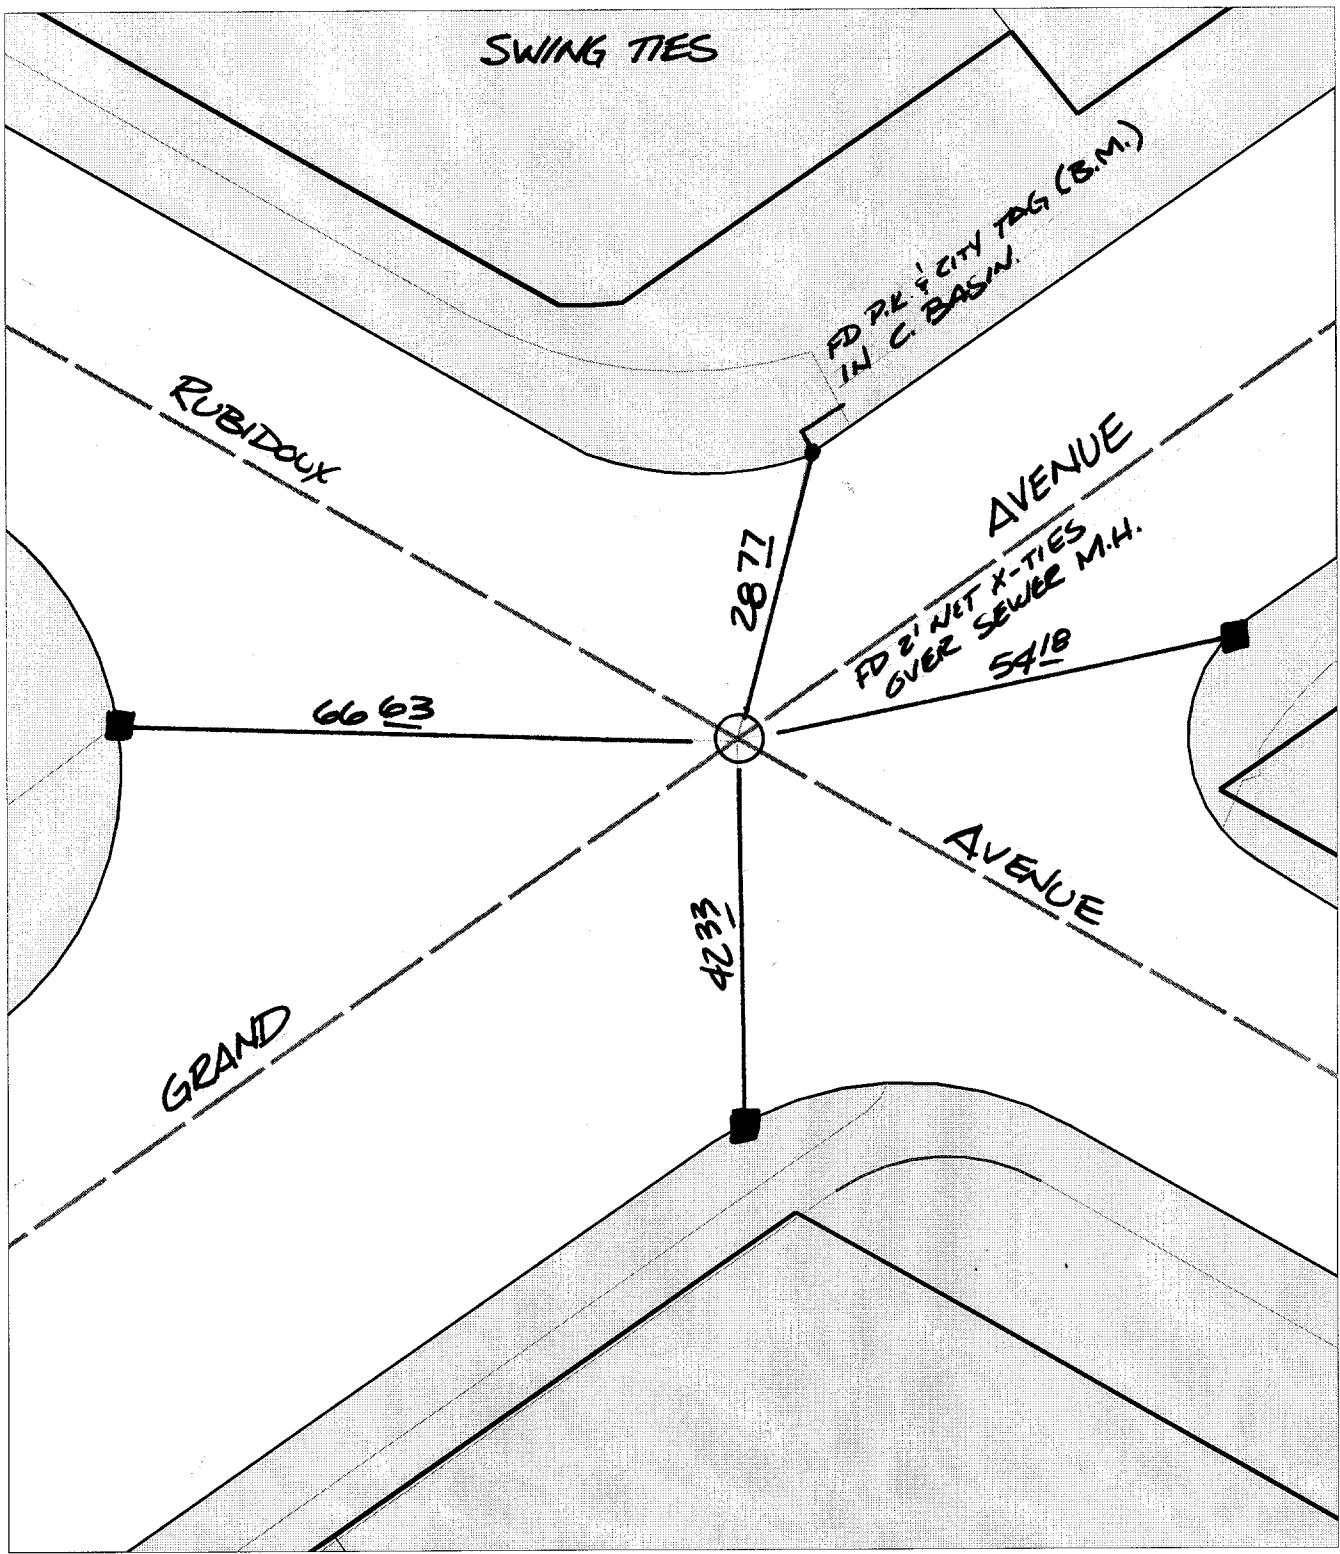 SWING TIES
FD P.K. & CITY TAG (B.M.)
IN C. BASIN.
RUBIDOUX
AVENUE
28 77
FD 2' NET X-TIES
OVER SEWER M.H.
54 18
66 63
AVENUE
42 33
GRAND